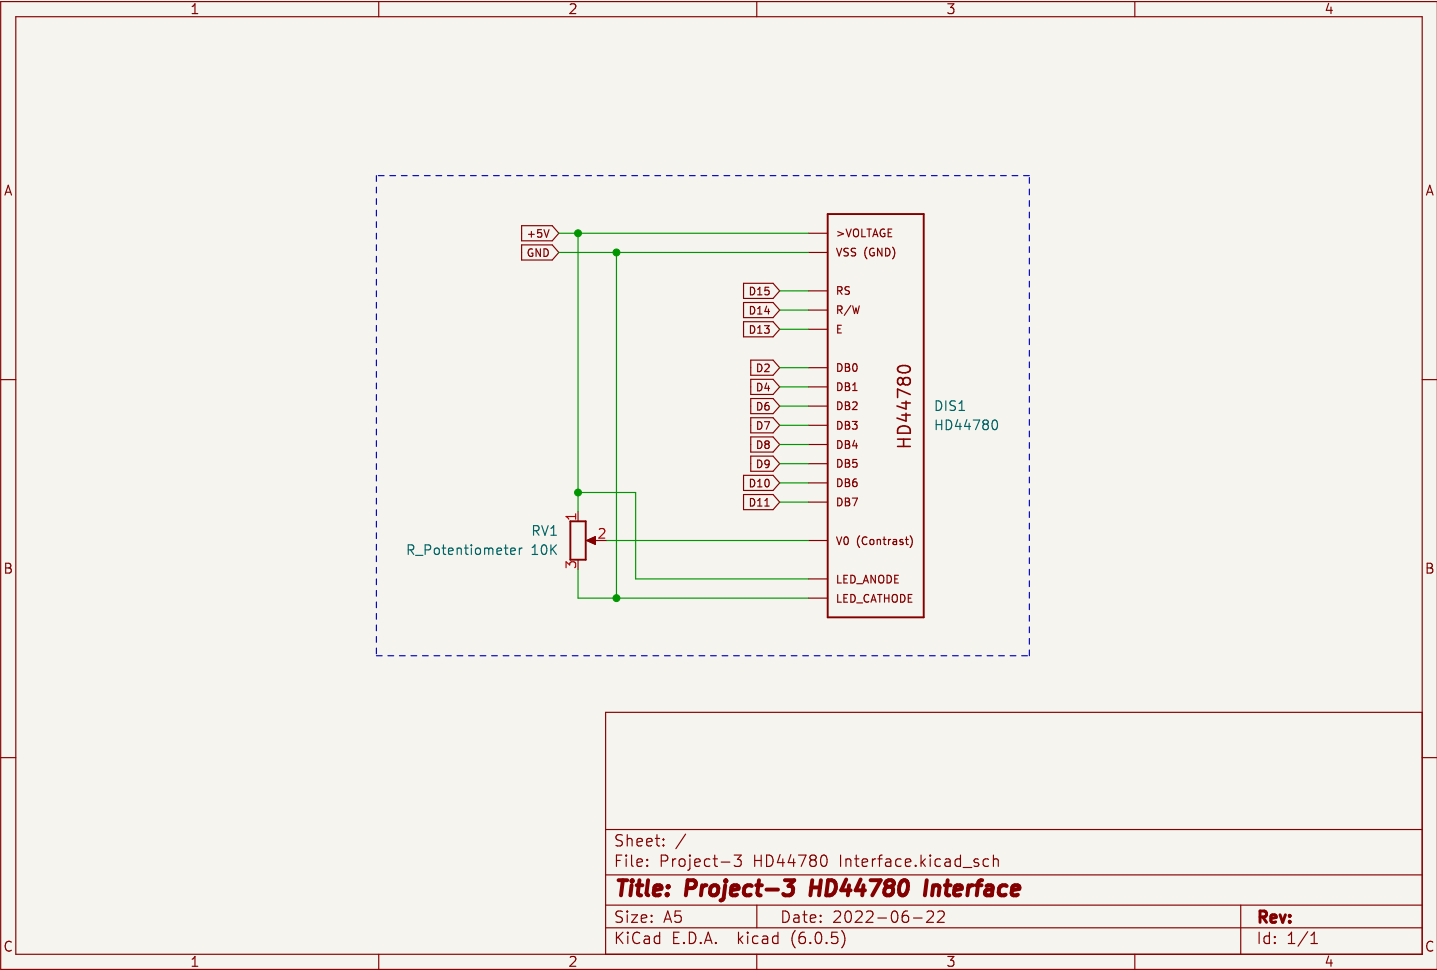 1 2 3 4
A A
+5V >VOLTAGE
GND VSS (GND)
D15 RS
D14 R/W
D13 E
D2 DB0
D4 DB1
D6 DB2
D7 DB3
D8 DB4
D9 DB5
D10 DB6
D11 DB7
HD44780
DIS1
HD44780
1
RV1 2 V0 (Contrast)
R_Potentiometer 10K
3
B B
LED_ANODE
LED_CATHODE
Sheet: /
File: Project-3 HD44780 Interface.kicad_sch
Title: Project-3 HD44780 Interface
Size: A5 Date: 2022-06-22 Rev:
KiCad E.D.A. kicad (6.0.5) Id: 1/1
C C
1 2 3 4